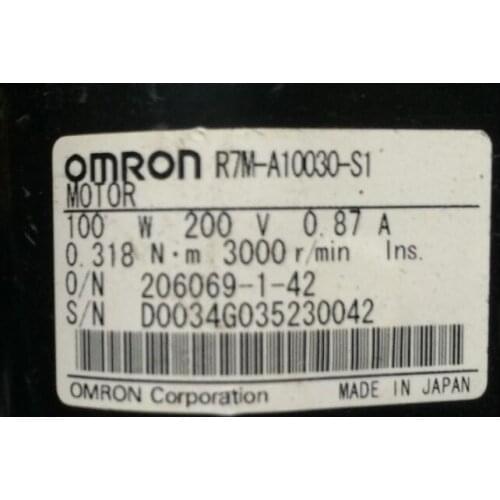 OMRON R7M-A10030-S1
MOTOR
100 W 200 V 0.87 A
0.318 N·m 3000 r/min Ins.
O/N 206069-1-42
S/N D0034G035230042
OMRON Corporation MADE IN JAPAN